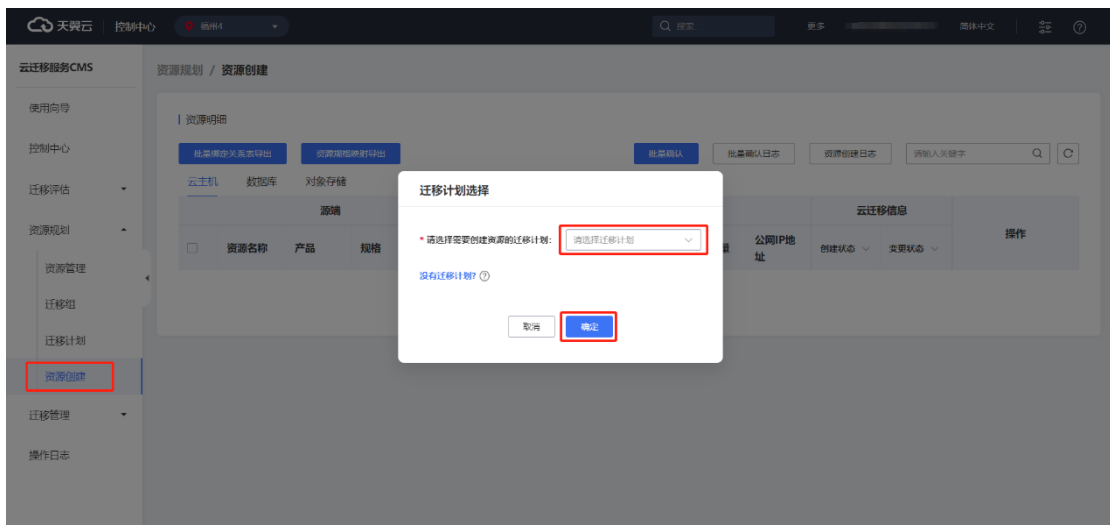 天翼云 控制中心 扬州4 搜索 更多 简体中文
云迁移服务CMS
资源规划 / 资源创建
使用向导
控制中心
迁移评估
资源规划
资源管理
迁移组
迁移计划
资源创建
迁移管理
操作日志
资源明细
批量绑定关系表导出 资源规格映射导出 批量确认 批量确认日志 资源创建日志 请输入关键字
云主机 数据库 对象存储
源端 云迁移信息 操作
资源名称 产品 规格 公网IP地址 创建状态 变更状态
迁移计划选择
* 请选择需要创建资源的迁移计划: 请选择迁移计划
没有迁移计划?
取消 确定